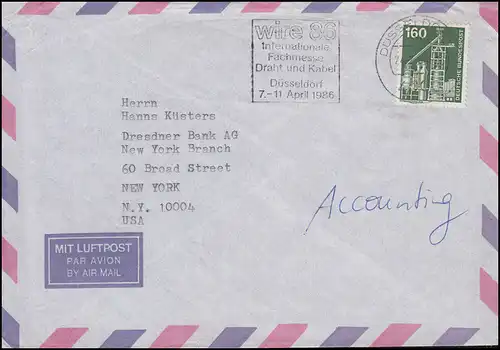 wire 86
Internationale
Fachmesse
Draht und Kabel
Düsseldorf
7.-11 April 1986
160
DEUTSCHE BUNDESPOST
Herrn
Hanns Küsters
Dresdner Bank AG
New York Branch
60 Broad Street
NEW YORK
N.Y. 10004
USA
Accounting
MIT LUFTPOST
PAR AVION
BY AIR MAIL